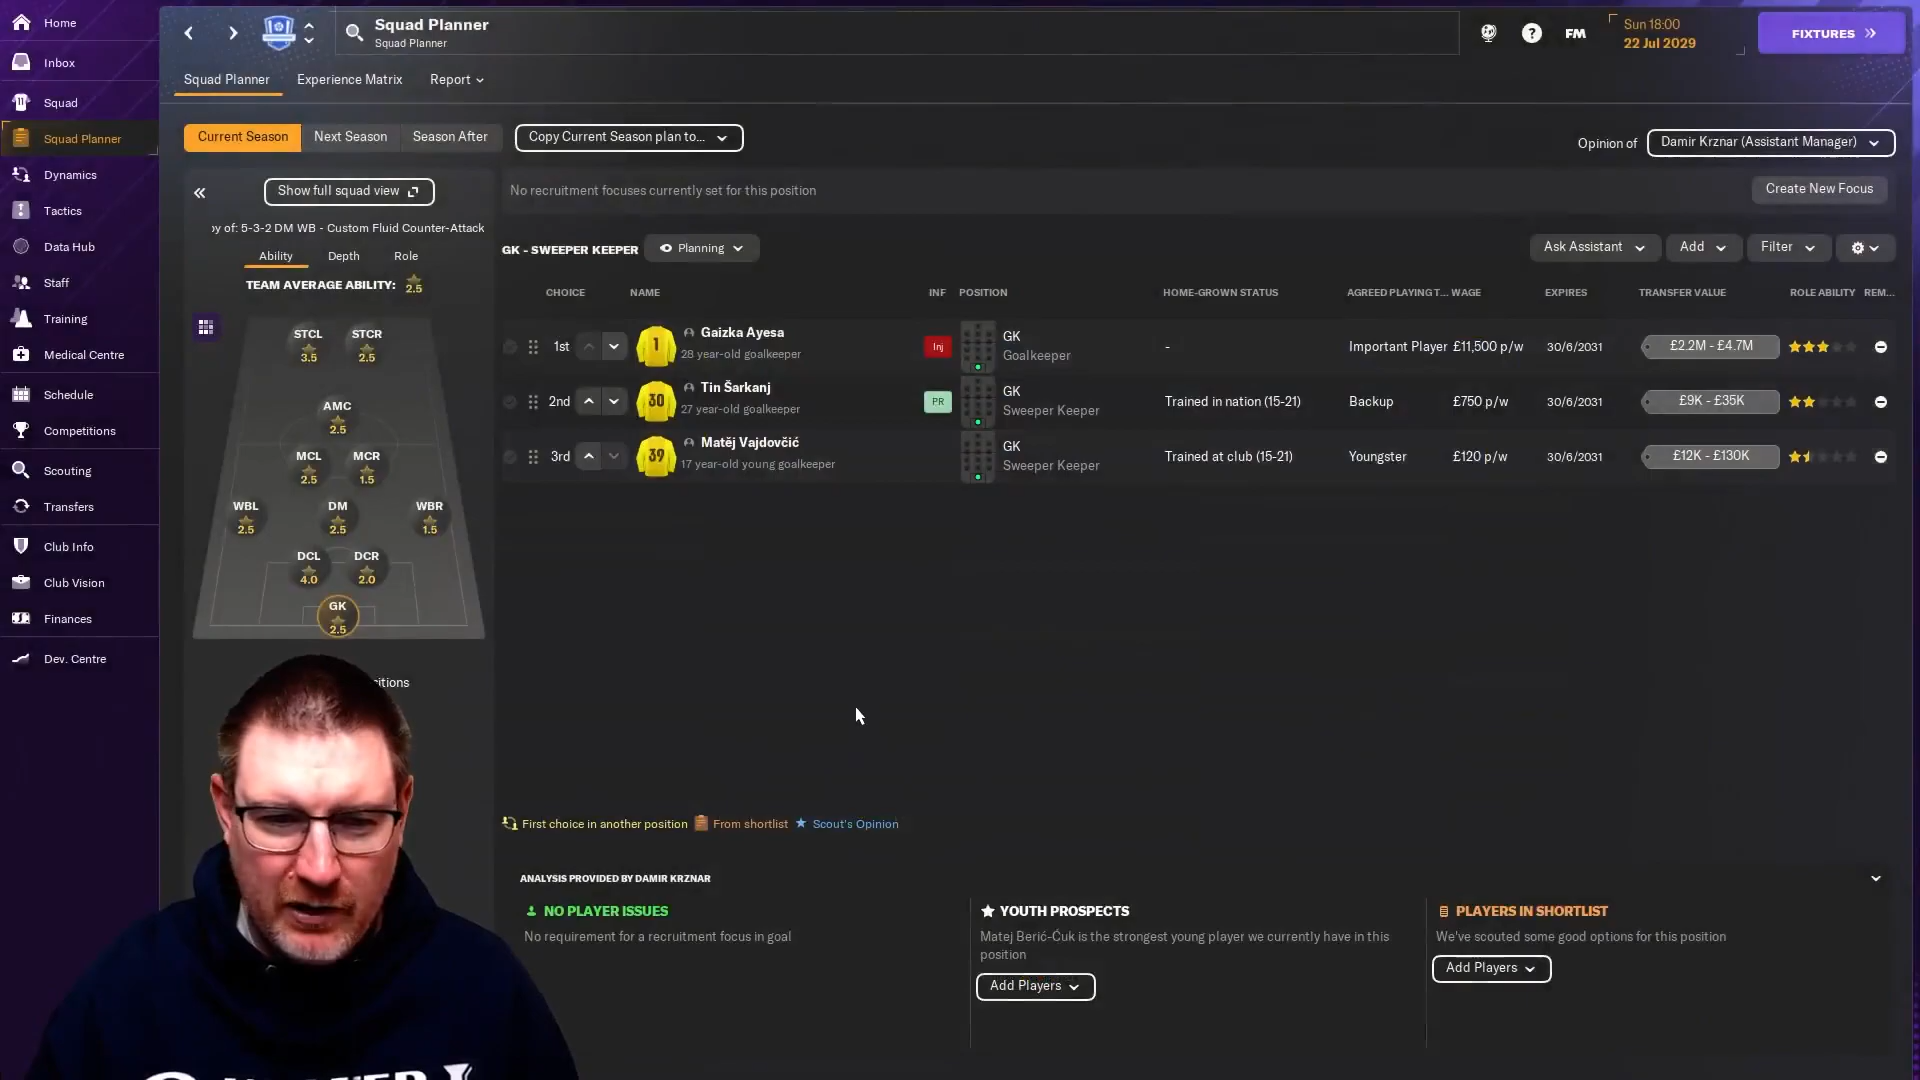 Home
Inbox
Squad
Squad Planner
Dynamics
Tactics
Data Hub
Staff
Training
Medical Centre
Schedule
Competitions
Scouting
Transfers
Club Info
Club Vision
Finances
Dev. Centre
Squad Planner
Squad Planner
FM
Sun 18:00
22 Jul 2029
FIXTURES
Squad Planner Experience Matrix Report
Current Season Next Season Season After Copy Current Season plan to...
Opinion of Damir Krznar (Assistant Manager)
Show full squad view
No recruitment focuses currently set for this position
Create New Focus
y of: 5-3-2 DM WB - Custom Fluid Counter-Attack
Ability Depth Role
TEAM AVERAGE ABILITY: 2.5
STCL STCR
3.5 2.5
AMC
2.5
MCL MCR
2.5 1.5
WBL DM WBR
2.5 2.5 1.5
DCL DCR
4.0 2.0
GK
2.5
itions
GK - SWEEPER KEEPER Planning
Ask Assistant Add Filter
CHOICE NAME INF POSITION HOME-GROWN STATUS AGREED PLAYING T... WAGE EXPIRES TRANSFER VALUE ROLE ABILITY REM...
1st 1 Gaizka Ayesa Inj GK - Important Player £11,500 p/w 30/6/2031 £2.2M - £4.7M
28 year-old goalkeeper Goalkeeper
2nd 30 Tin Šarkanj PR GK Trained in nation (15-21) Backup £750 p/w 30/6/2031 £9K - £35K
27 year-old goalkeeper Sweeper Keeper
3rd 39 Matěj Vajdovčić GK Trained at club (15-21) Youngster £120 p/w 30/6/2031 £12K - £130K
17 year-old young goalkeeper Sweeper Keeper
First choice in another position From shortlist Scout's Opinion
ANALYSIS PROVIDED BY DAMIR KRZNAR
NO PLAYER ISSUES
No requirement for a recruitment focus in goal
YOUTH PROSPECTS
Matej Berić-Ćuk is the strongest young player we currently have in this
position
Add Players
PLAYERS IN SHORTLIST
We've scouted some good options for this position
Add Players